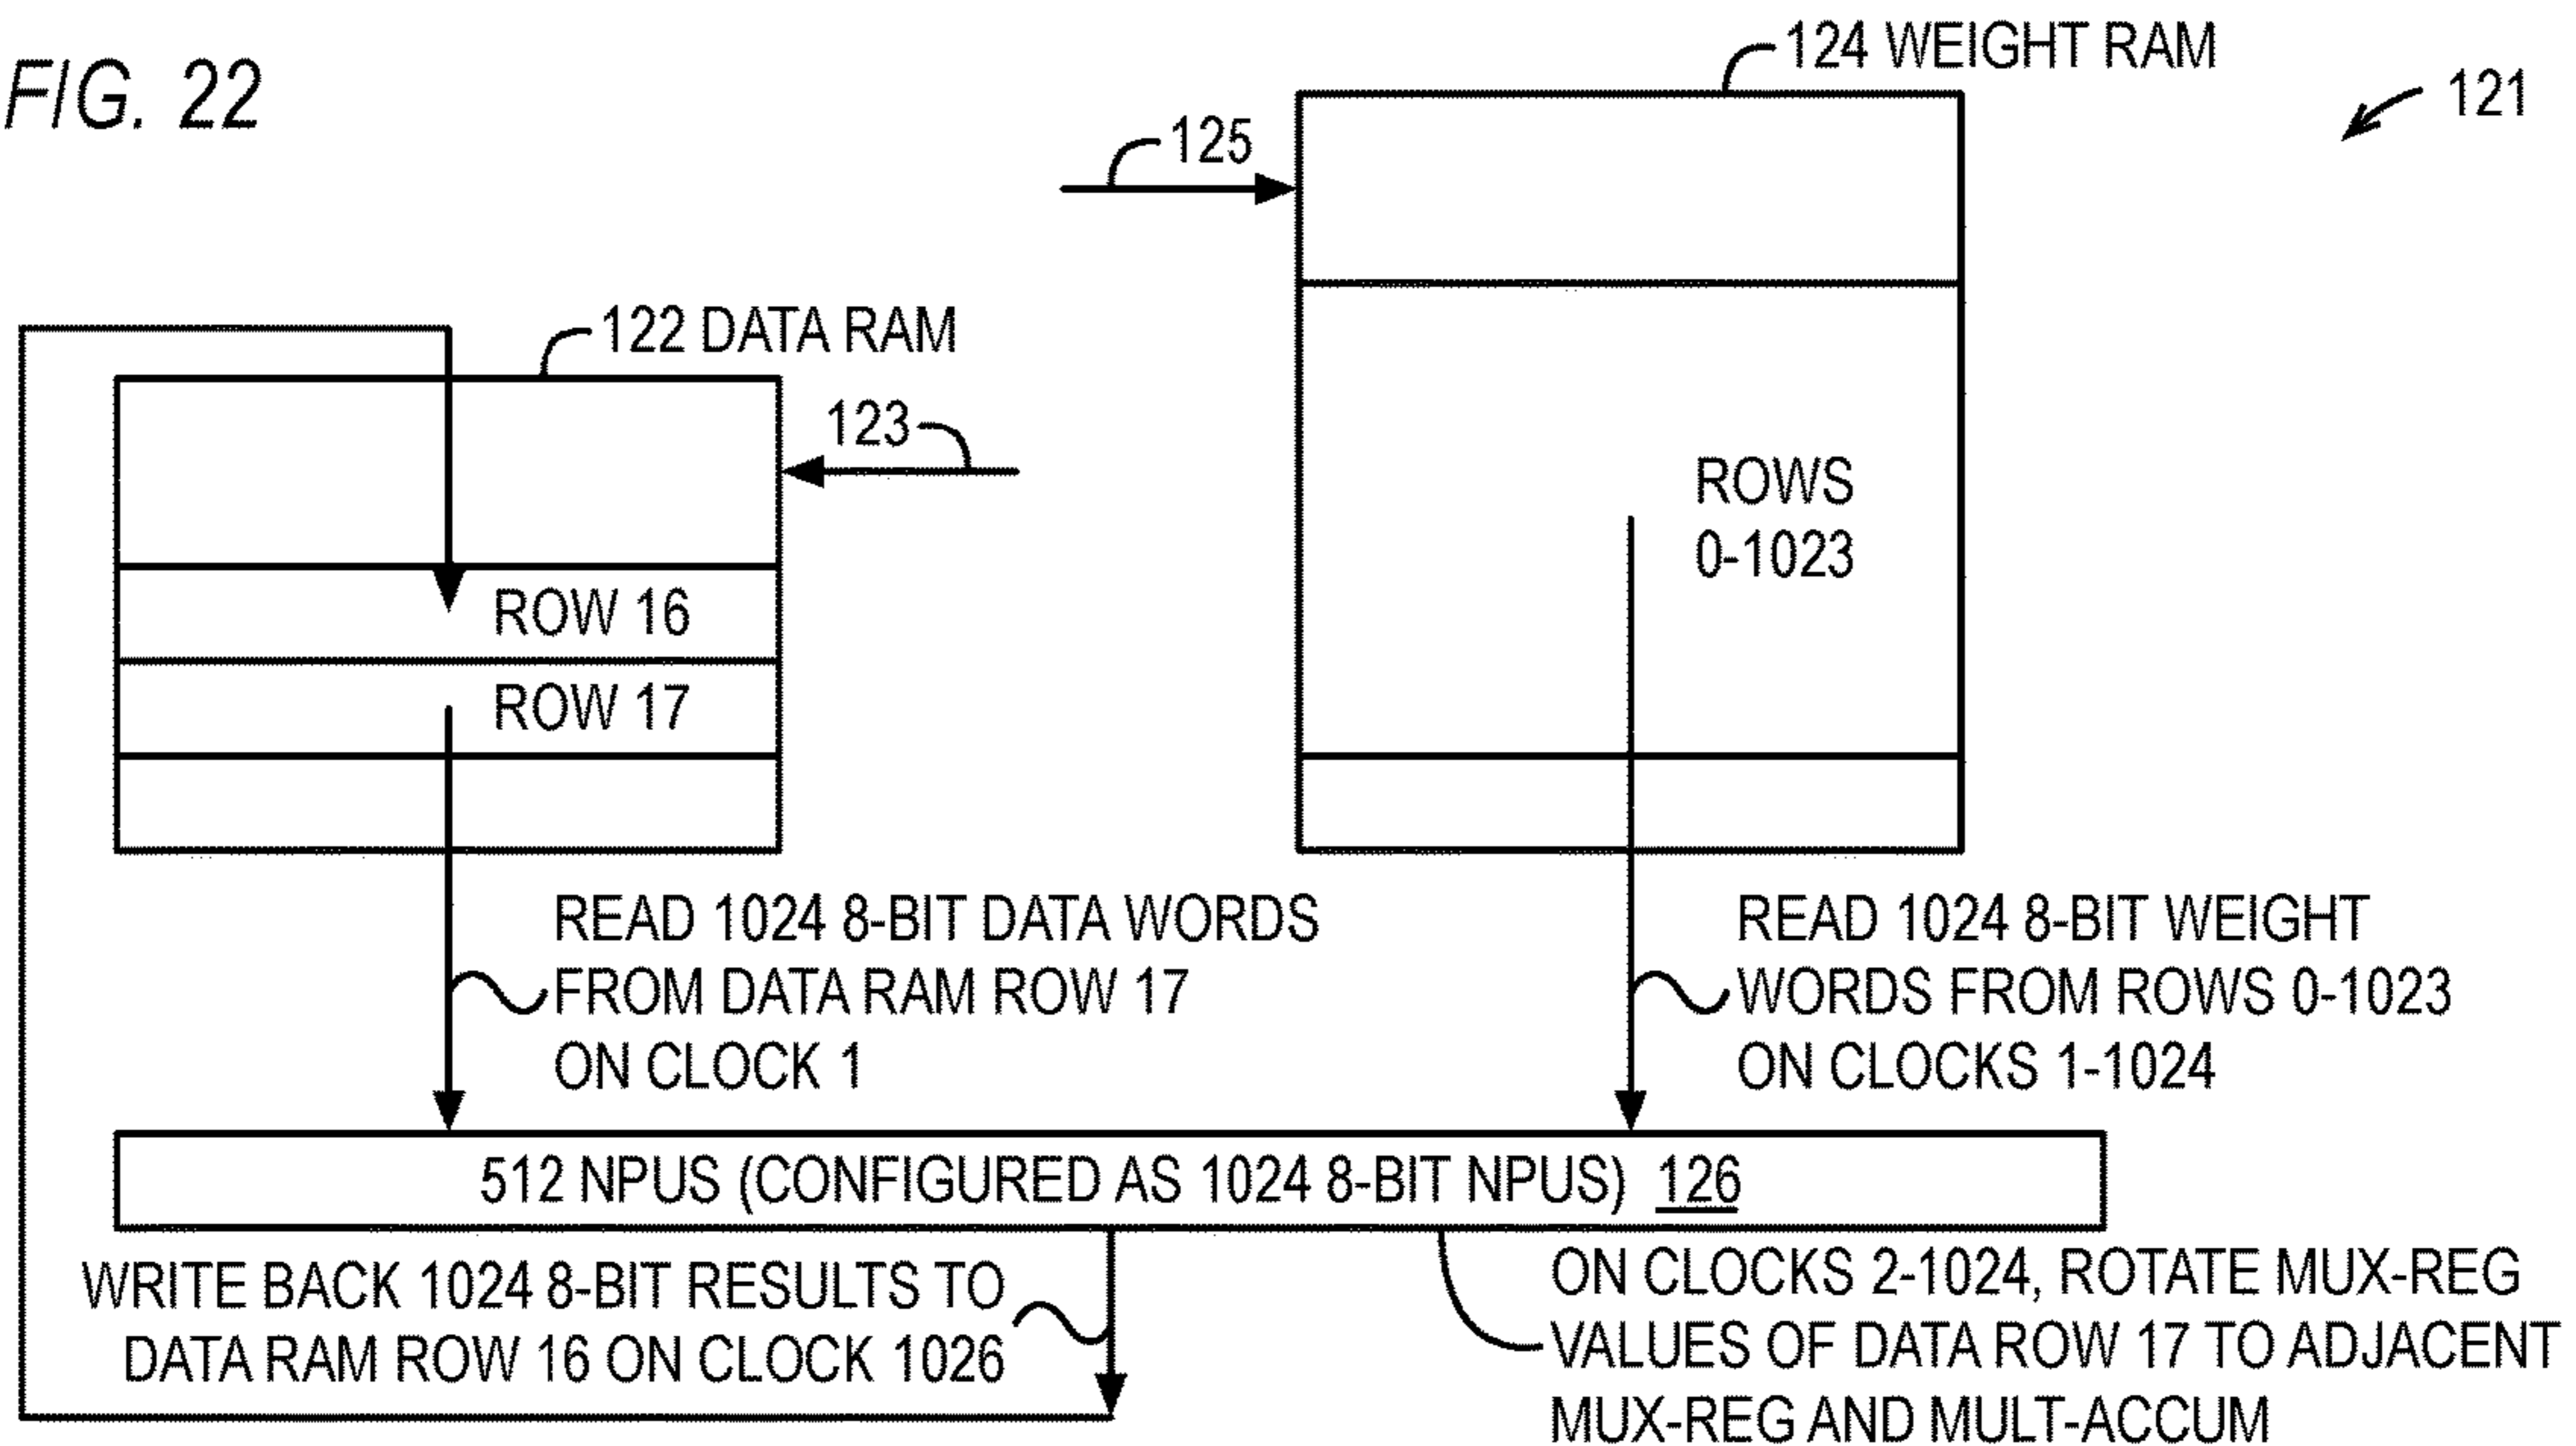 FIG. 22
124 WEIGHT RAM
121
125
122 DATA RAM
123
ROWS
0-1023
ROW 16
ROW 17
READ 1024 8-BIT DATA WORDS
FROM DATA RAM ROW 17
ON CLOCK 1
READ 1024 8-BIT WEIGHT
WORDS FROM ROWS 0-1023
ON CLOCKS 1-1024
512 NPUS (CONFIGURED AS 1024 8-BIT NPUS) 126
WRITE BACK 1024 8-BIT RESULTS TO
DATA RAM ROW 16 ON CLOCK 1026
ON CLOCKS 2-1024, ROTATE MUX-REG
VALUES OF DATA ROW 17 TO ADJACENT
MUX-REG AND MULT-ACCUM